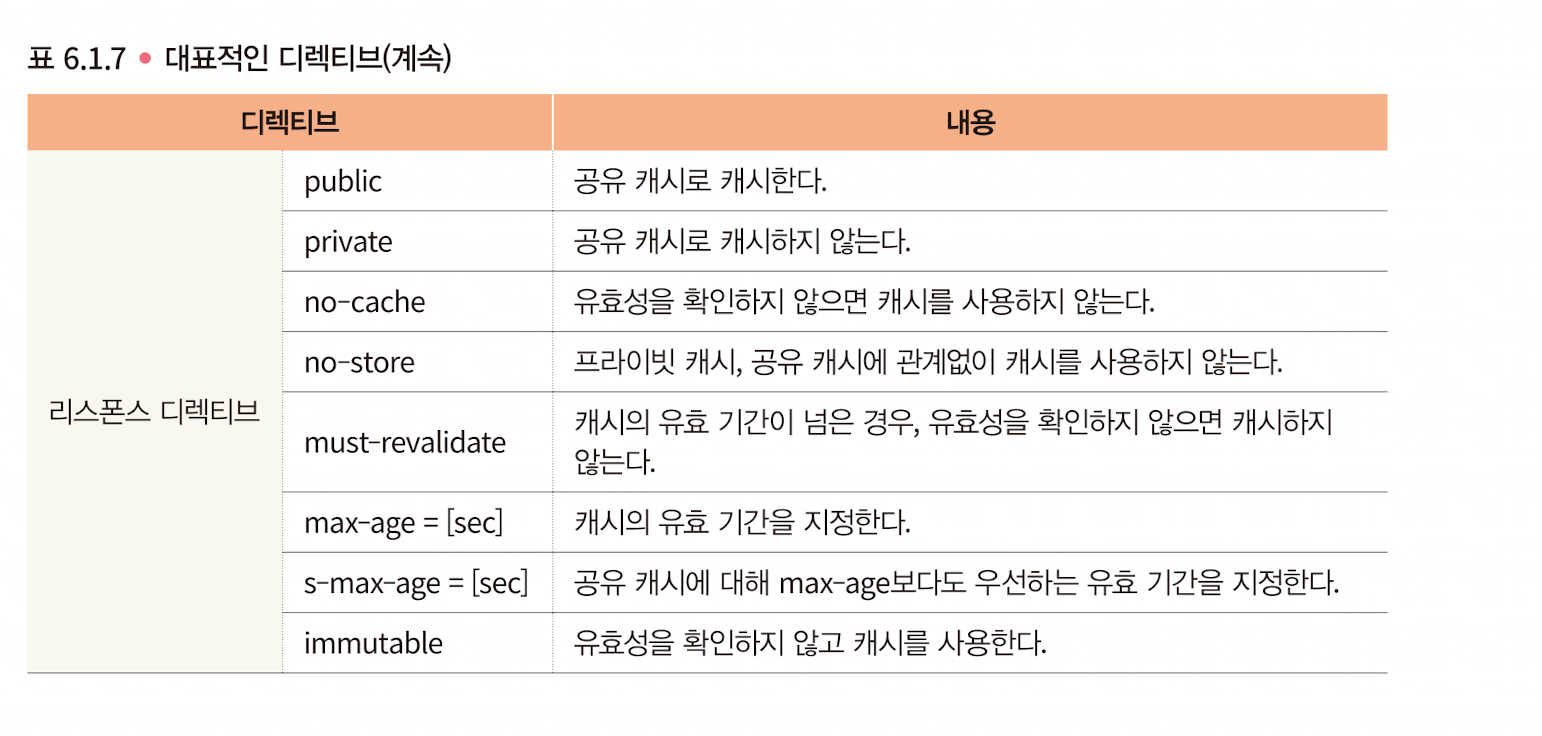 표 6.1.7 • 대표적인 디렉티브(계속)
디렉티브 내용
리스폰스 디렉티브
public 공유 캐시로 캐시한다.
private 공유 캐시로 캐시하지 않는다.
no-cache 유효성을 확인하지 않으면 캐시를 사용하지 않는다.
no-store 프라이빗 캐시, 공유 캐시에 관계없이 캐시를 사용하지 않는다.
must-revalidate 캐시의 유효 기간이 넘은 경우, 유효성을 확인하지 않으면 캐시하지
않는다.
max-age = [sec] 캐시의 유효 기간을 지정한다.
s-max-age = [sec] 공유 캐시에 대해 max-age보다도 우선하는 유효 기간을 지정한다.
immutable 유효성을 확인하지 않고 캐시를 사용한다.